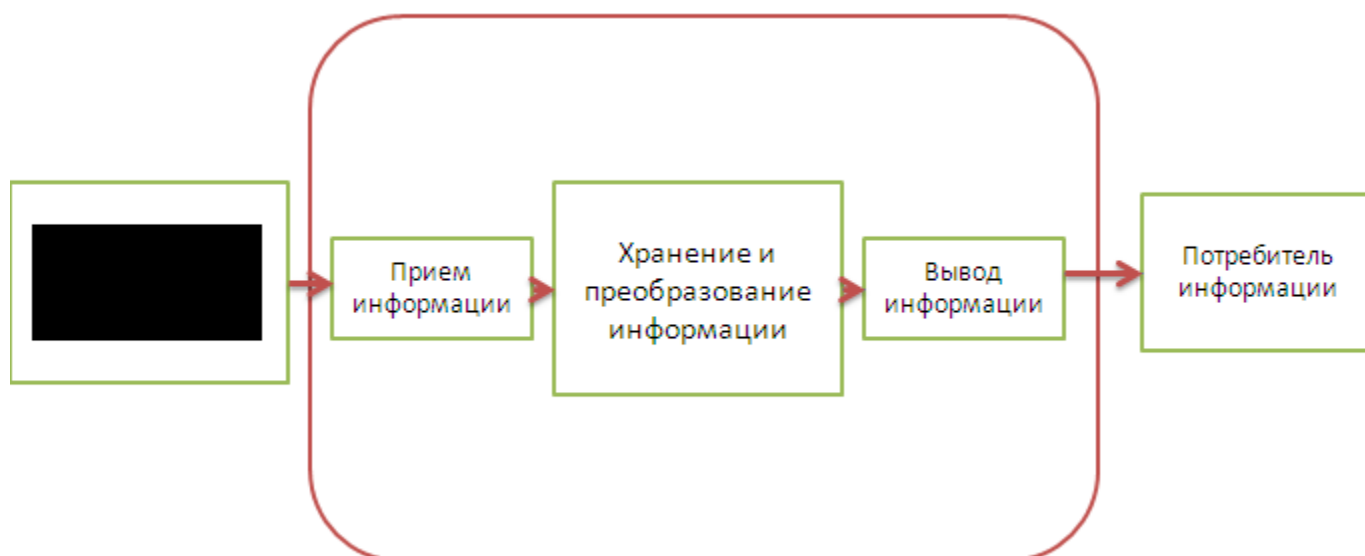 Прием
информации
Хранение и
преобразование
информации
Вывод
информации
Потребитель
информации